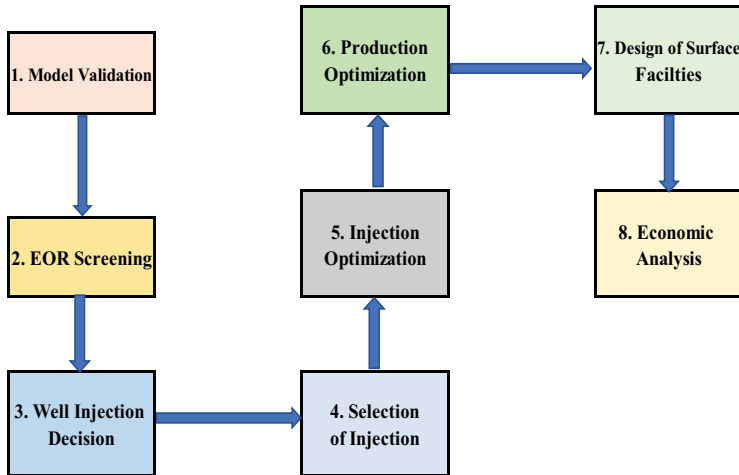 1. Model Validation
2. EOR Screening
3. Well Injection
Decision
4. Selection
of Injection
5. Injection
Optimization
6. Production
Optimization
7. Design of Surface
Facilties
8. Economic
Analysis